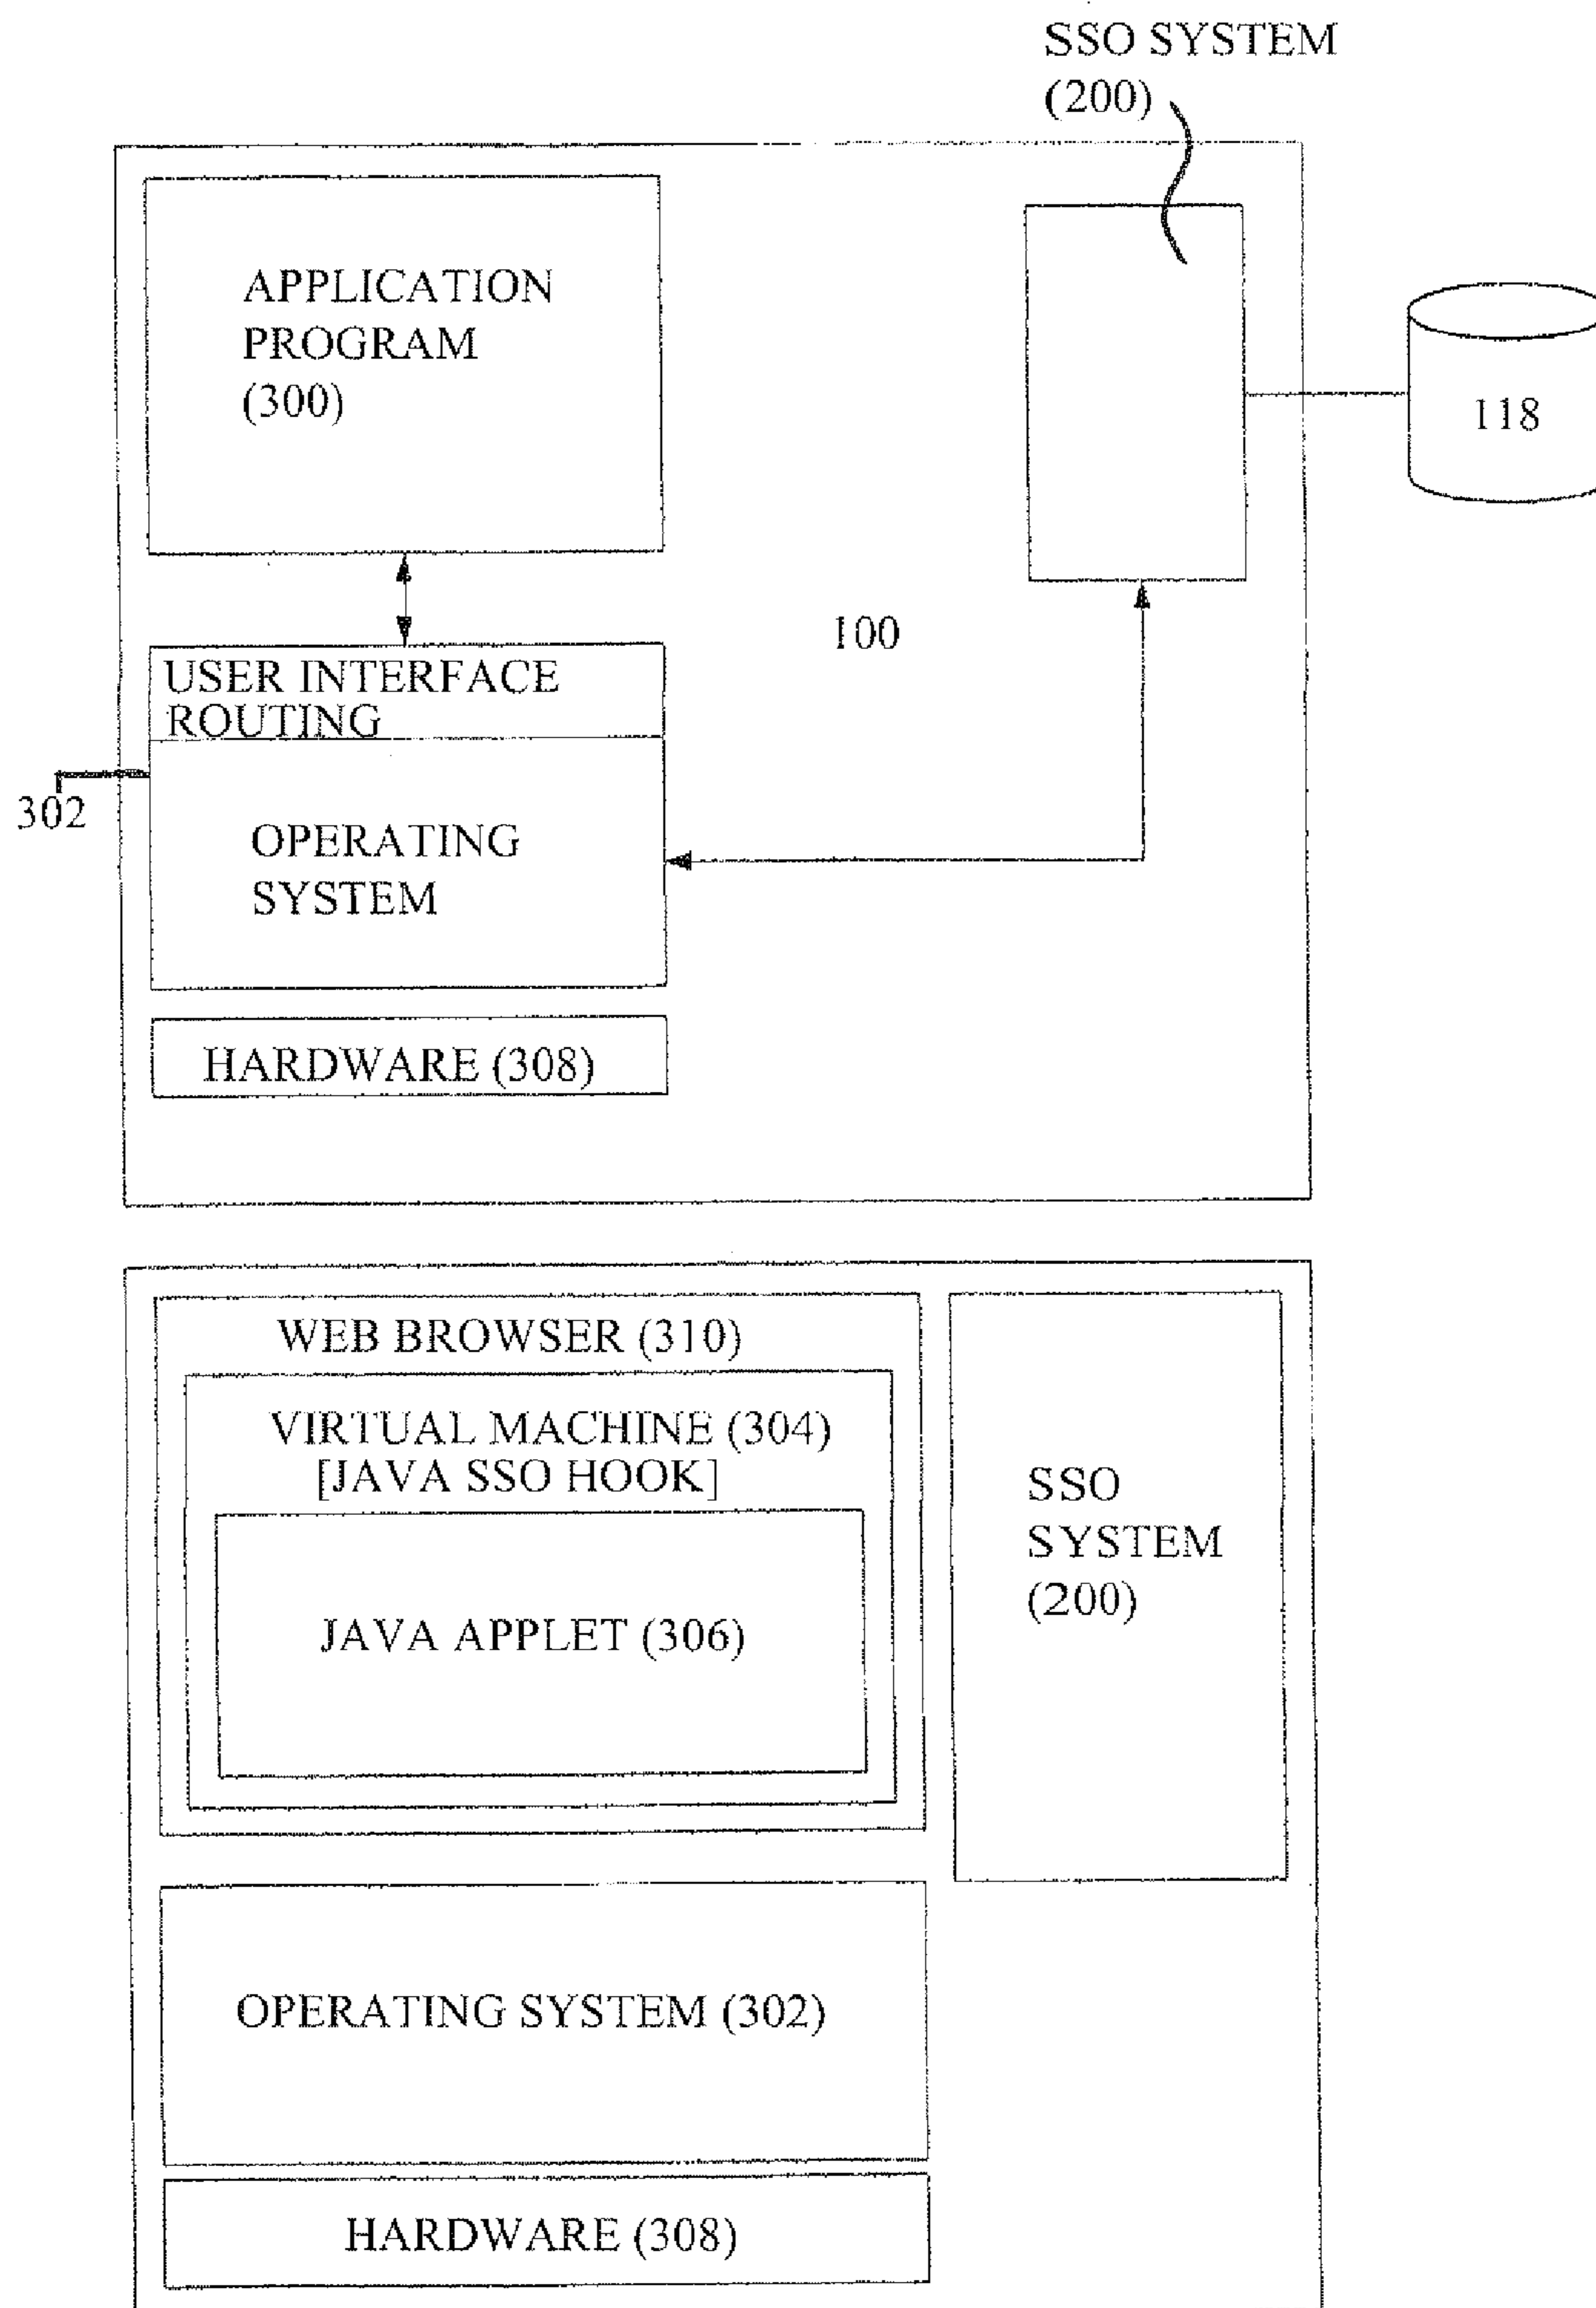 SSO SYSTEM
(200)
APPLICATION
PROGRAM
(300)
118
100
USER INTERFACE
ROUTING
302
OPERATING
SYSTEM
HARDWARE (308)
WEB BROWSER (310)
VIRTUAL MACHINE (304)
[JAVA SSO HOOK]
JAVA APPLET (306)
SSO
SYSTEM
(200)
OPERATING SYSTEM (302)
HARDWARE (308)